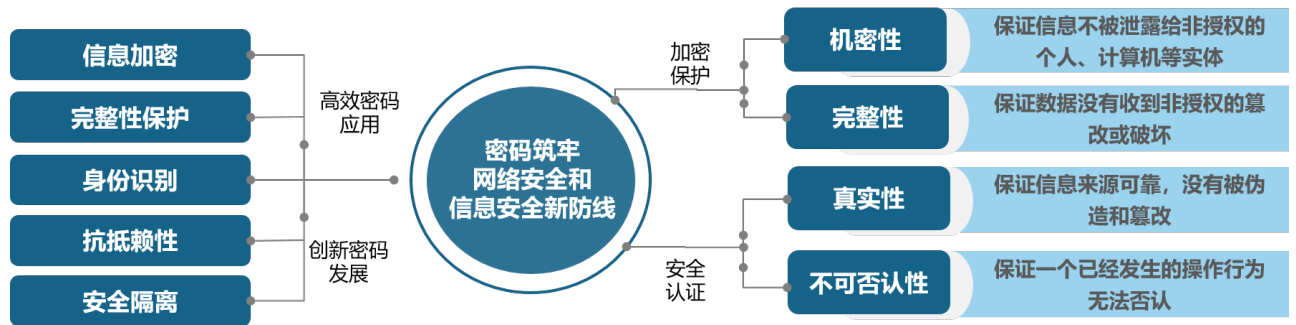 信息加密
完整性保护
身份识别
抗抵赖性
安全隔离
高效密码
应用
创新密码
发展
密码筑牢
网络安全和
信息安全新防线
加密
保护
安全
认证
机密性
保证信息不被泄露给非授权的
个人、计算机等实体
完整性
保证数据没有收到非授权的篡
改或破坏
真实性
保证信息来源可靠，没有被伪
造和篡改
不可否认性
保证一个已经发生的操作行为
无法否认